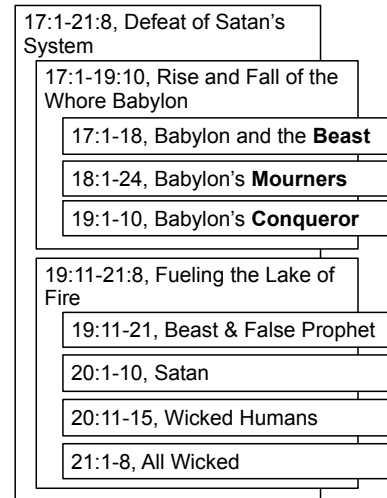 17:1-21:8, Defeat of Satan's
System
17:1-19:10, Rise and Fall of the
Whore Babylon
17:1-18, Babylon and the Beast
18:1-24, Babylon's Mourners
19:1-10, Babylon's Conqueror
19:11-21:8, Fueling the Lake of
Fire
19:11-21, Beast & False Prophet
20:1-10, Satan
20:11-15, Wicked Humans
21:1-8, All Wicked